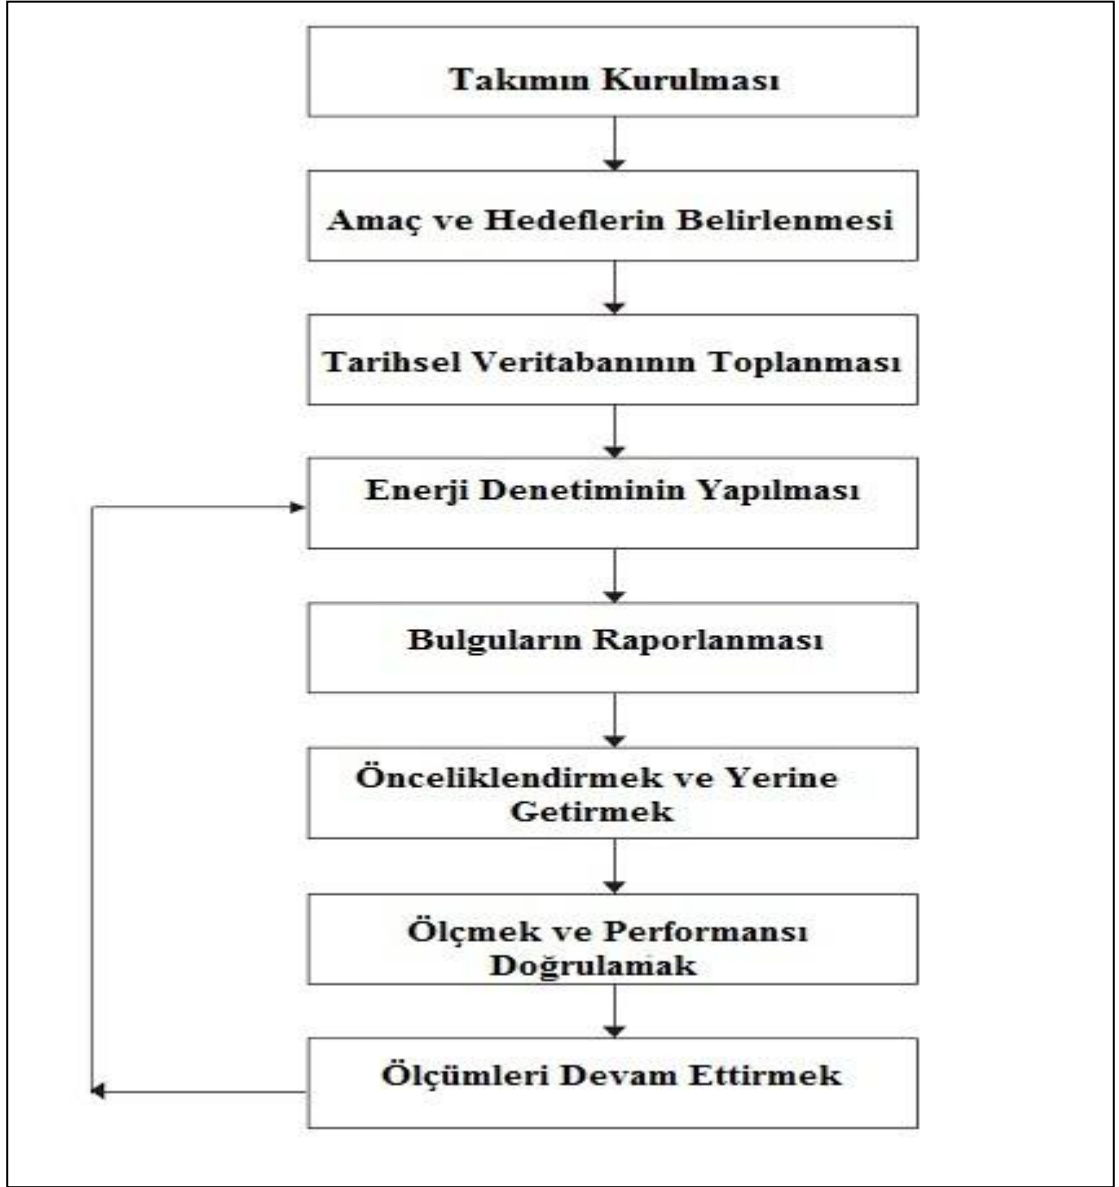 Takımın Kurulması
Amaç ve Hedeflerin Belirlenmesi
Tarihsel Veritabanının Toplanması
Enerji Denetiminin Yapılması
Bulguların Raporlanması
Önceliklendirmek ve Yerine
Getirmek
Ölçmek ve Performansı
Doğrulamak
Ölçümleri Devam Ettirmek